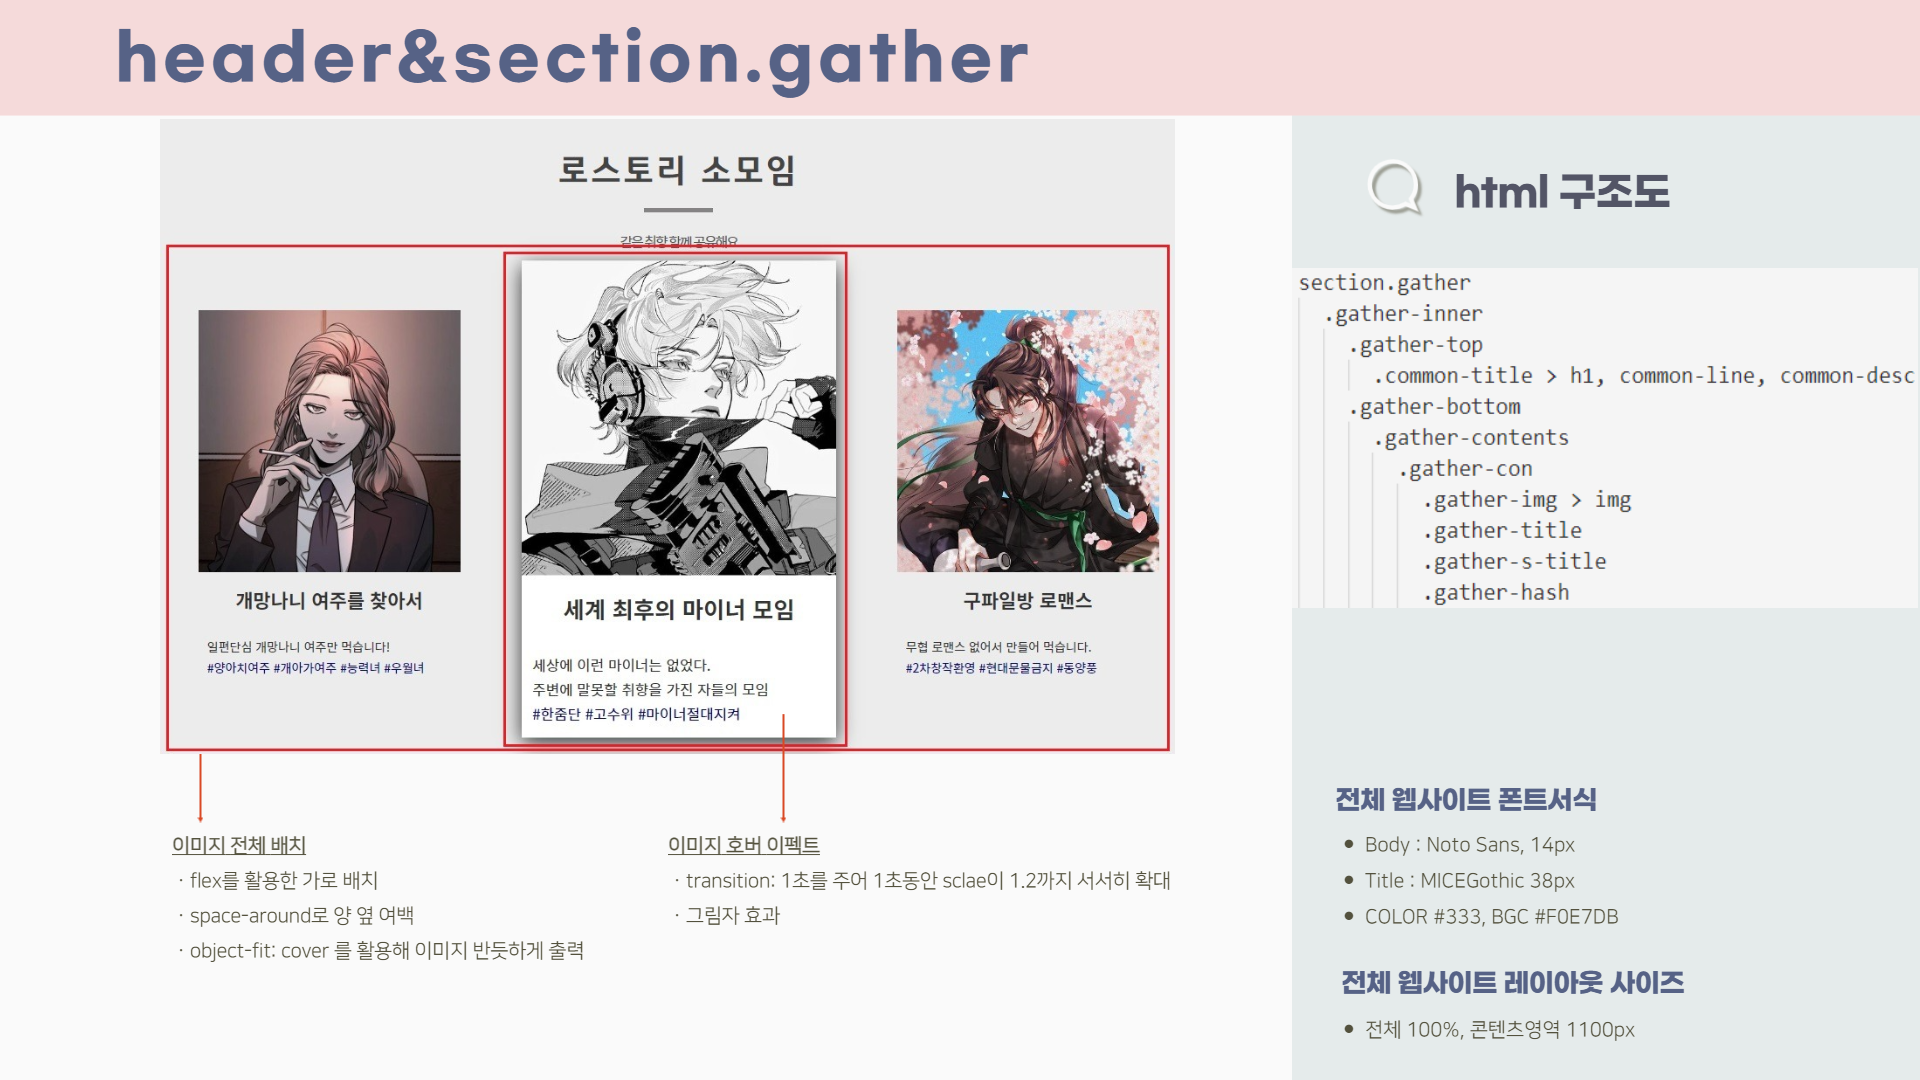 header&section.gather
로스토리 소모임
같은 취향 함께 공유해요
개망나니 여주를 찾아서
일편단심 개망나니 여주만 먹습니다!
#양아치여주 #개아가여주 #능력녀 #우월녀
세계 최후의 마이너 모임
세상에 이런 마이너는 없었다.
주변에 말못할 취향을 가진 자들의 모임
#한줌단 #고수위 #마이너절대지켜
구파일방 로맨스
무협 로맨스 없어서 만들어 먹습니다.
#2차창작환영 #현대문물금지 #동양풍
이미지 전체 배치
· flex를 활용한 가로 배치
· space-around로 양 옆 여백
· object-fit: cover 를 활용해 이미지 반듯하게 출력
이미지 호버 이펙트
· transition: 1초를 주어 1초동안 sclae이 1.2까지 서서히 확대
· 그림자 효과
html 구조도
section.gather
.gather-inner
.gather-top
.common-title > h1, common-line, common-desc
.gather-bottom
.gather-contents
.gather-con
.gather-img > img
.gather-title
.gather-s-title
.gather-hash
전체 웹사이트 폰트서식
• Body : Noto Sans, 14px
• Title : MICEGothic 38px
• COLOR #333, BGC #F0E7DB
전체 웹사이트 레이아웃 사이즈
• 전체 100%, 콘텐츠영역 1100px